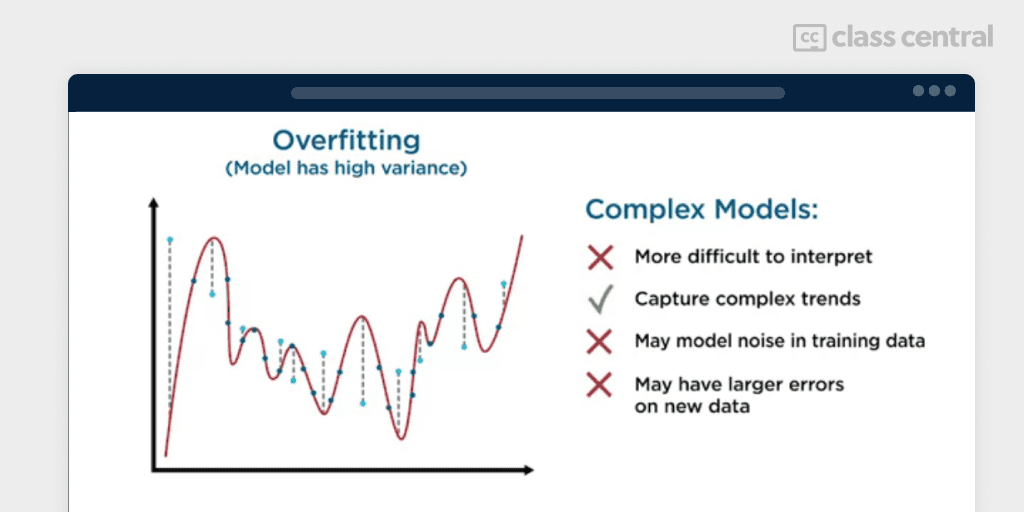 cc class central
Overfitting
(Model has high variance)
Complex Models:
More difficult to interpret
Capture complex trends
May model noise in training data
May have larger errors
on new data